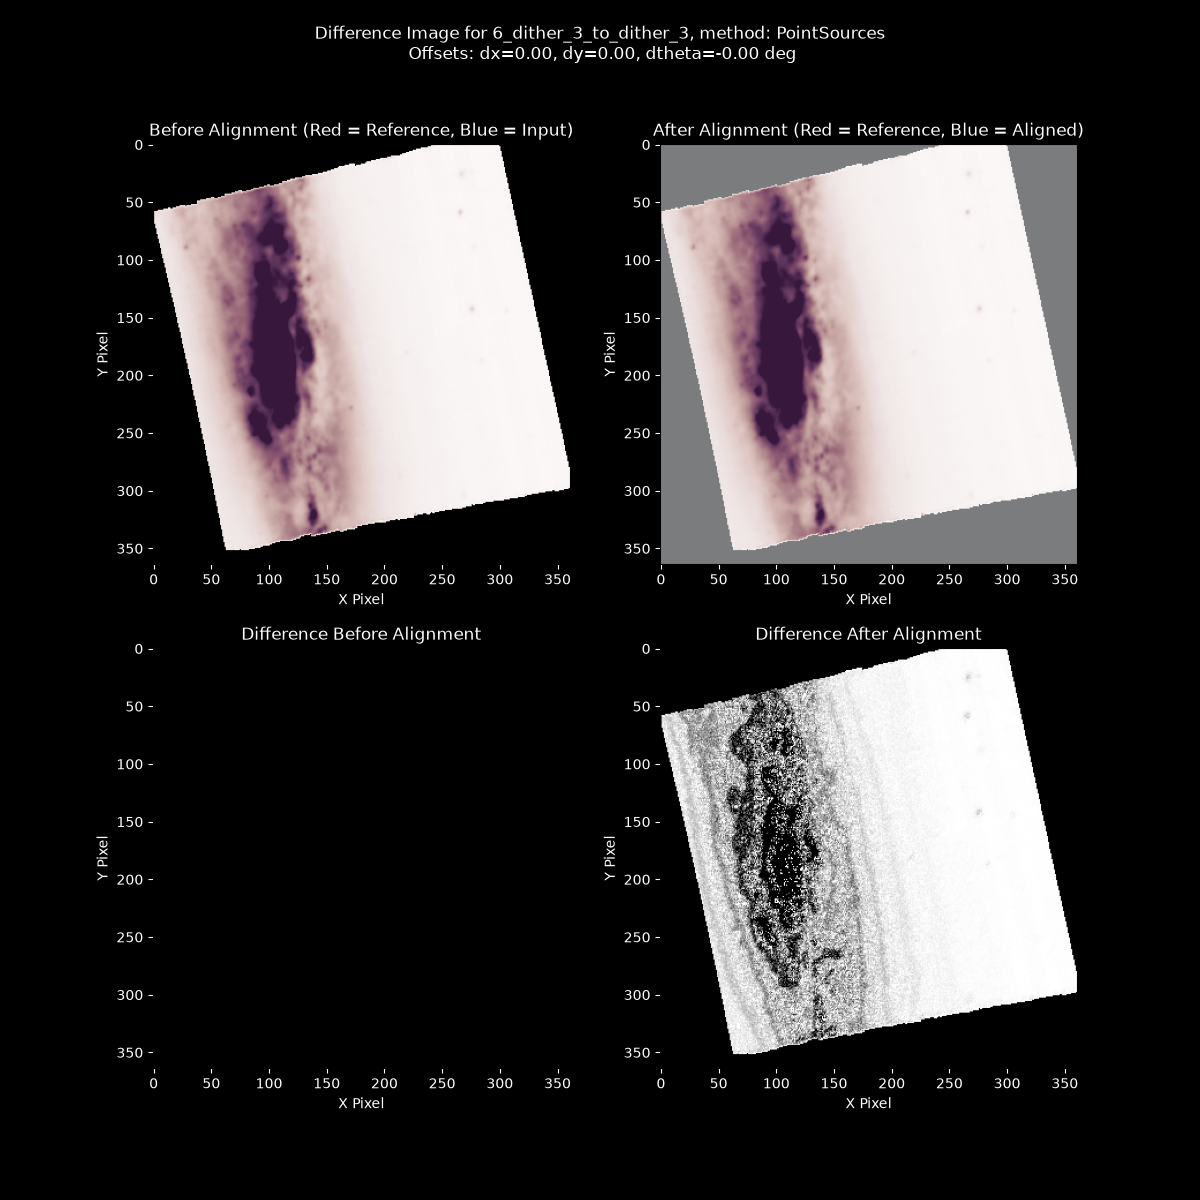 Difference Image for 6_dither_3_to_dither_3, method: PointSources
Offsets: dx=0.00, dy=0.00, dtheta=-0.00 deg
Before Alignment (Red = Reference, Blue = Input)
0
50
100
150
200
250
300
350
Y Pixel
0 50 100 150 200 250 300 350
X Pixel
After Alignment (Red = Reference, Blue = Aligned)
0
50
100
150
200
250
300
350
Y Pixel
0 50 100 150 200 250 300 350
X Pixel
Difference Before Alignment
0
50
100
150
200
250
300
350
Y Pixel
0 50 100 150 200 250 300 350
X Pixel
Difference After Alignment
0
50
100
150
200
250
300
350
Y Pixel
0 50 100 150 200 250 300 350
X Pixel